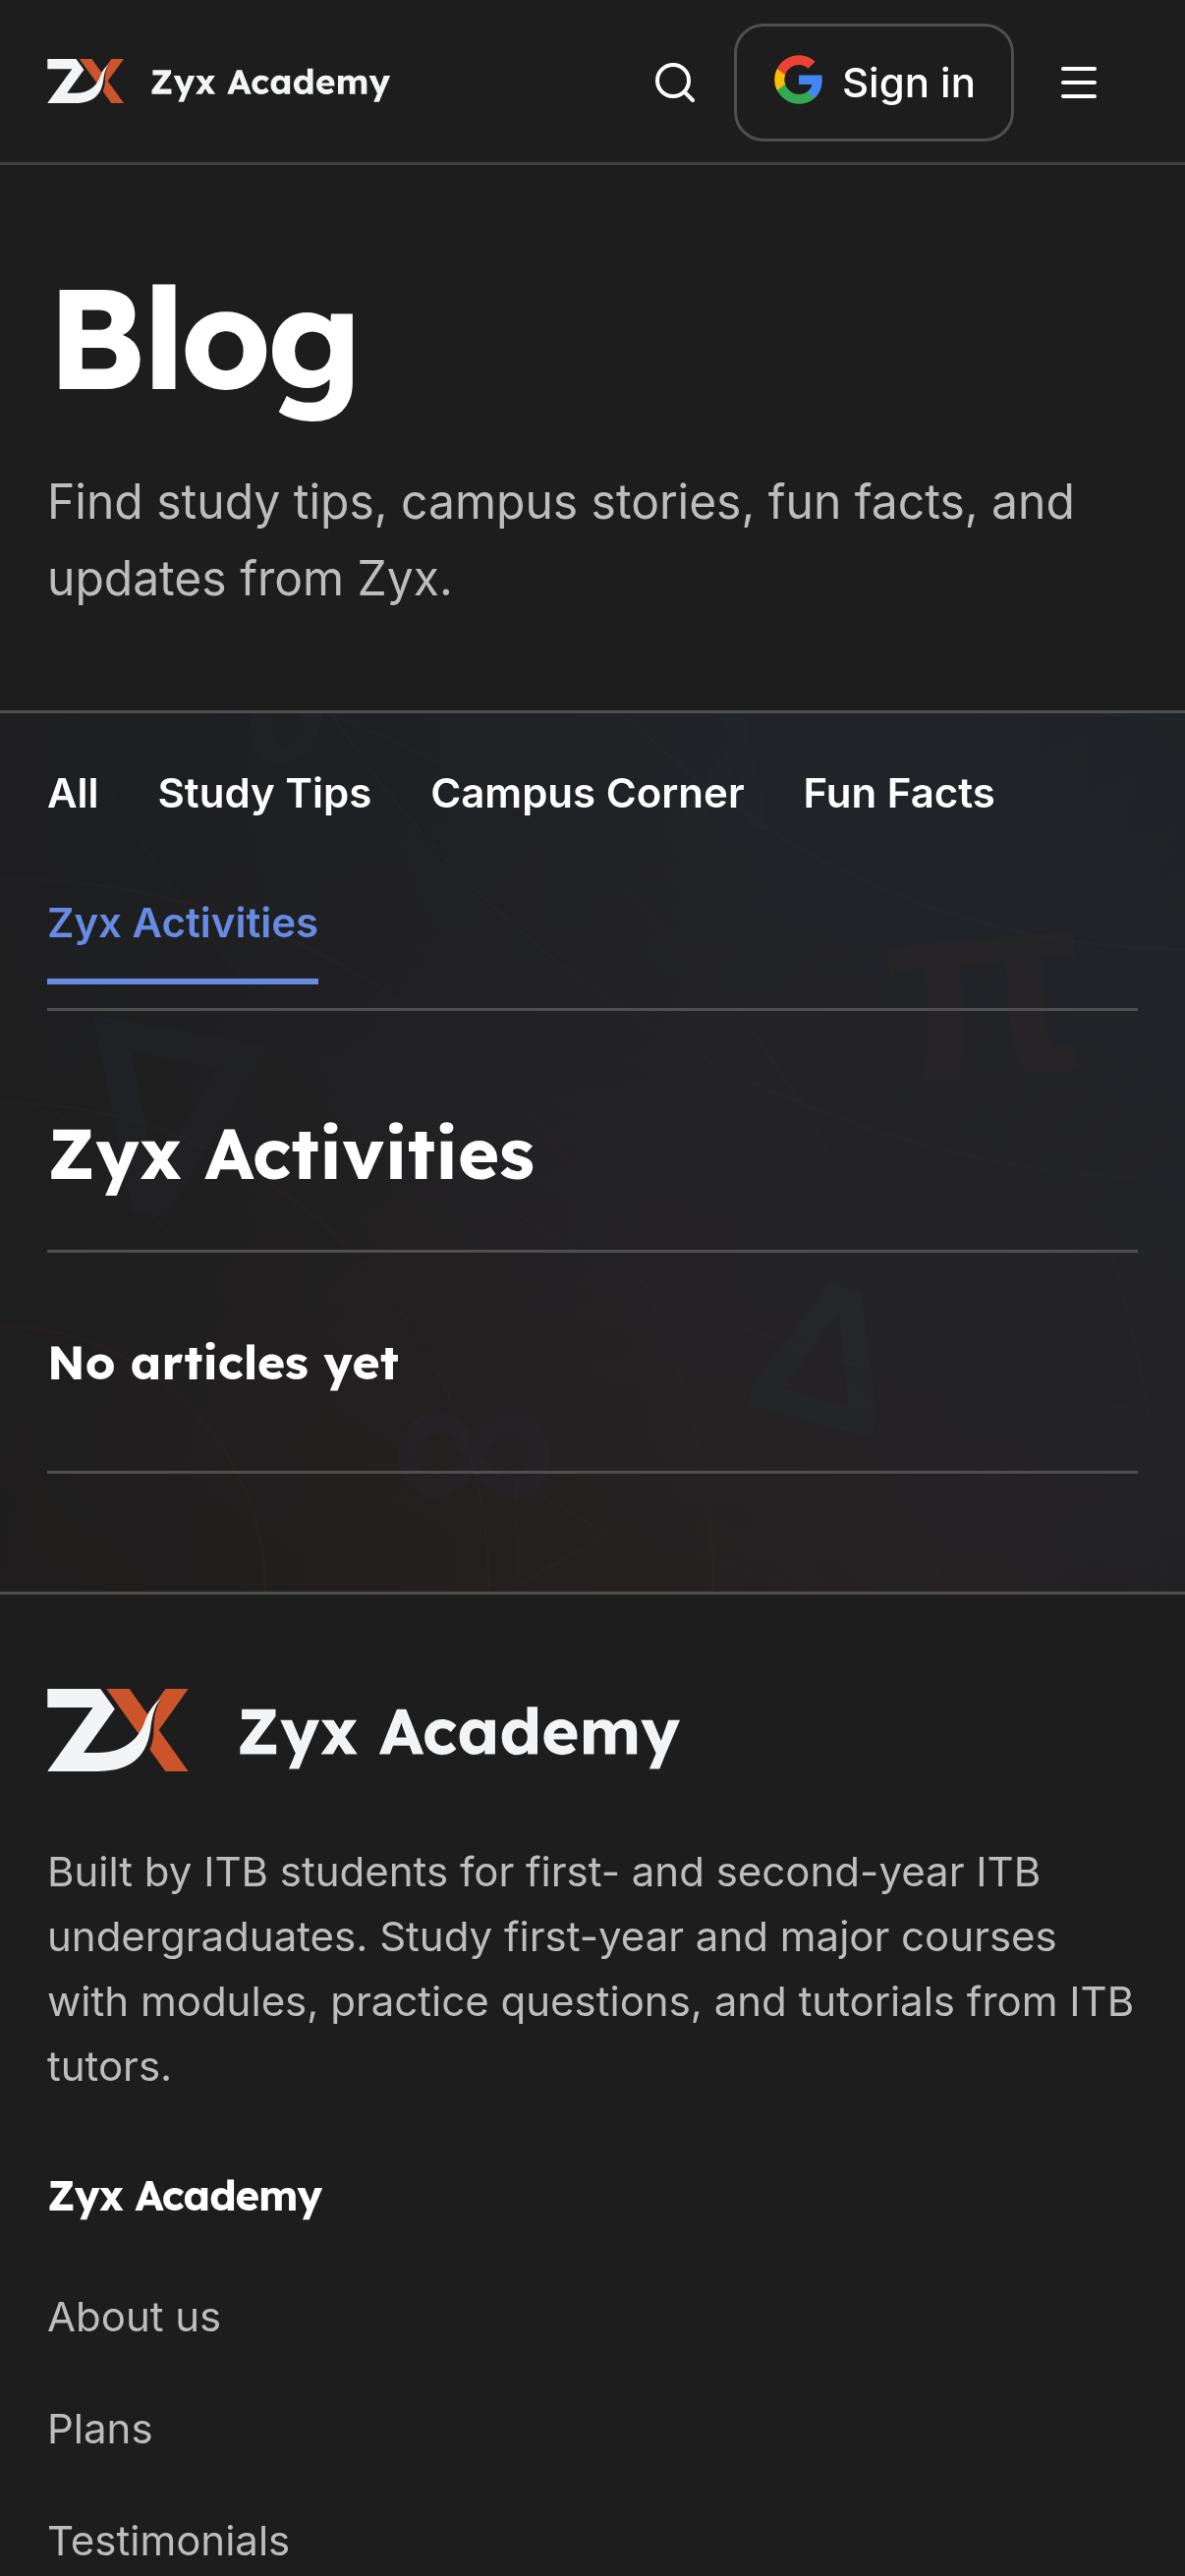 Zyx Academy
Sign in
Blog
Find study tips, campus stories, fun facts, and
updates from Zyx.
All Study Tips Campus Corner Fun Facts
Zyx Activities
Zyx Activities
No articles yet
Zyx Academy
Built by ITB students for first- and second-year ITB
undergraduates. Study first-year and major courses
with modules, practice questions, and tutorials from ITB
tutors.
Zyx Academy
About us
Plans
Testimonials